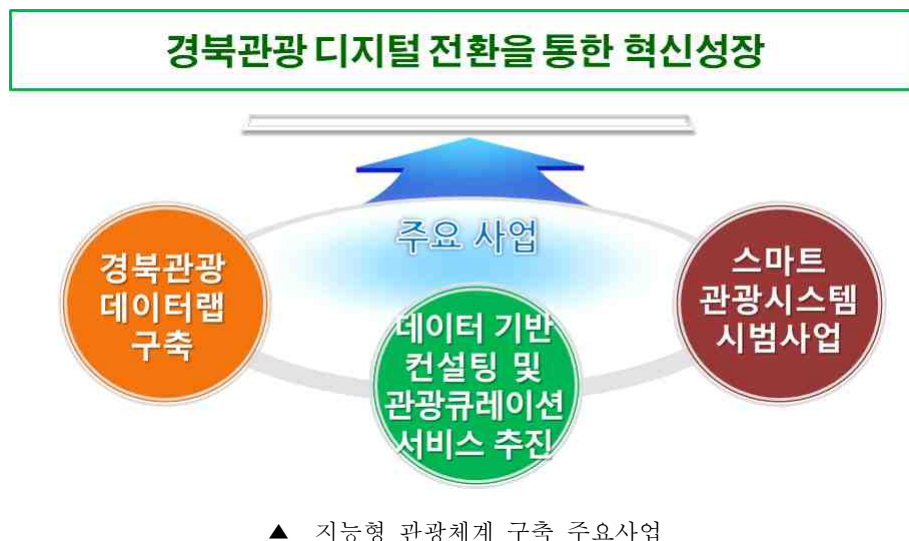 경북관광 디지털 전환을 통한 혁신성장
주요 사업
경북관광
데이터랩
구축
데이터 기반
컨설팅 및
관광큐레이션
서비스 추진
스마트
관광시스템
시범사업
▲ 지능형 관광체계 구축 주요사업